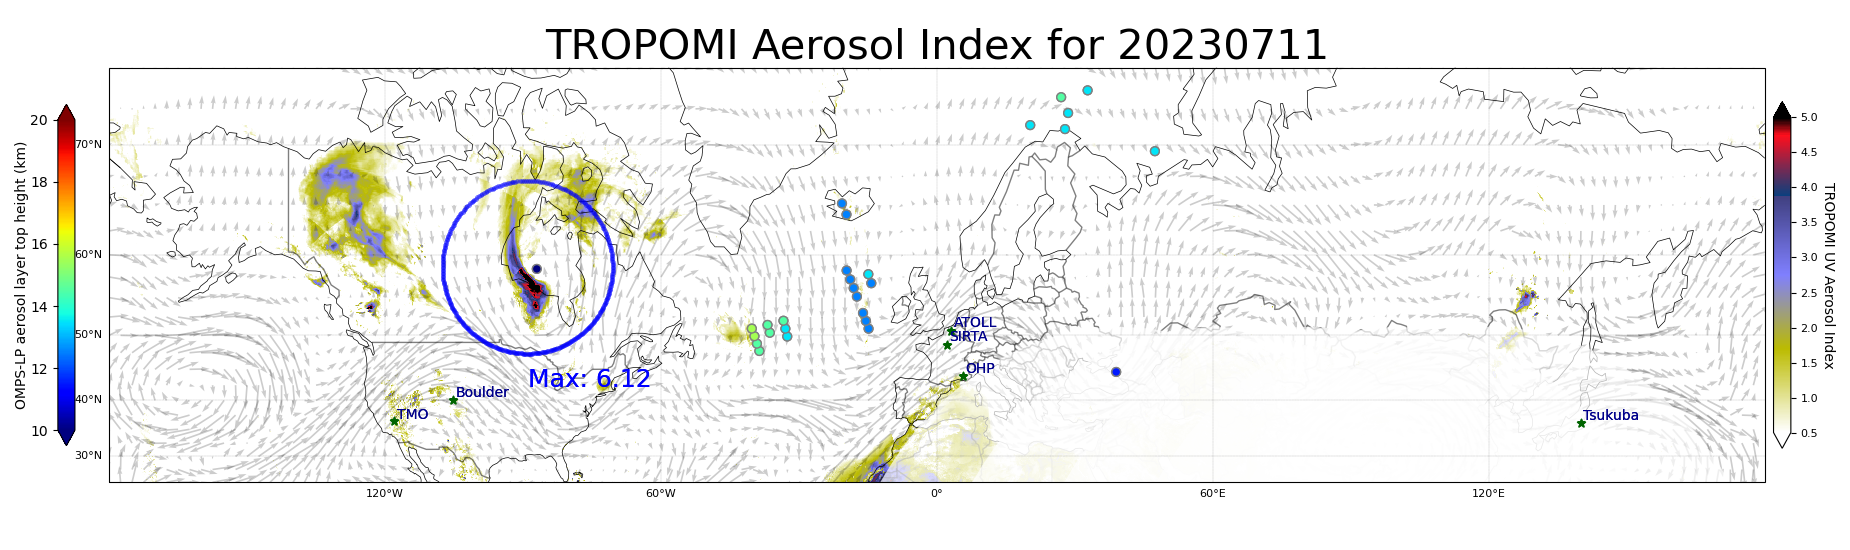 TROPOMI Aerosol Index for 20230711
OMPS-LP aerosol layer top height (km)
20
18
16
14
12
10
70°N
60°N
50°N
40°N
30°N
120°W
60°W
0°
60°E
120°E
Max: 6.12
Boulder
TMO
ATOLL
SIRTA
OHP
Tsukuba
5.0
4.5
4.0
3.5
3.0
2.5
2.0
1.5
1.0
0.5
TROPOMI UV Aerosol Index